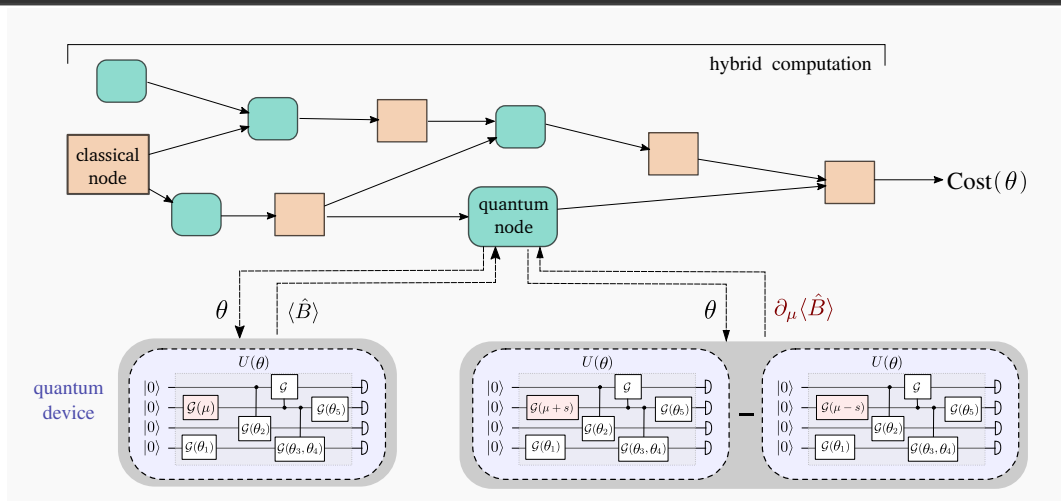 hybrid computation
classical
node
quantum
node
Cost(θ)
θ
⟨B̂⟩
θ
∂μ⟨B̂⟩
quantum
device
U(θ)
|0⟩
|0⟩
|0⟩
|0⟩
𝒢
𝒢(μ)
𝒢(θ₅)
𝒢(θ₂)
𝒢(θ₁)
𝒢(θ₃, θ₄)
U(θ)
|0⟩
|0⟩
|0⟩
|0⟩
𝒢
𝒢(μ + s)
𝒢(θ₅)
𝒢(θ₂)
𝒢(θ₁)
𝒢(θ₃, θ₄)
−
U(θ)
|0⟩
|0⟩
|0⟩
|0⟩
𝒢
𝒢(μ − s)
𝒢(θ₅)
𝒢(θ₂)
𝒢(θ₁)
𝒢(θ₃, θ₄)